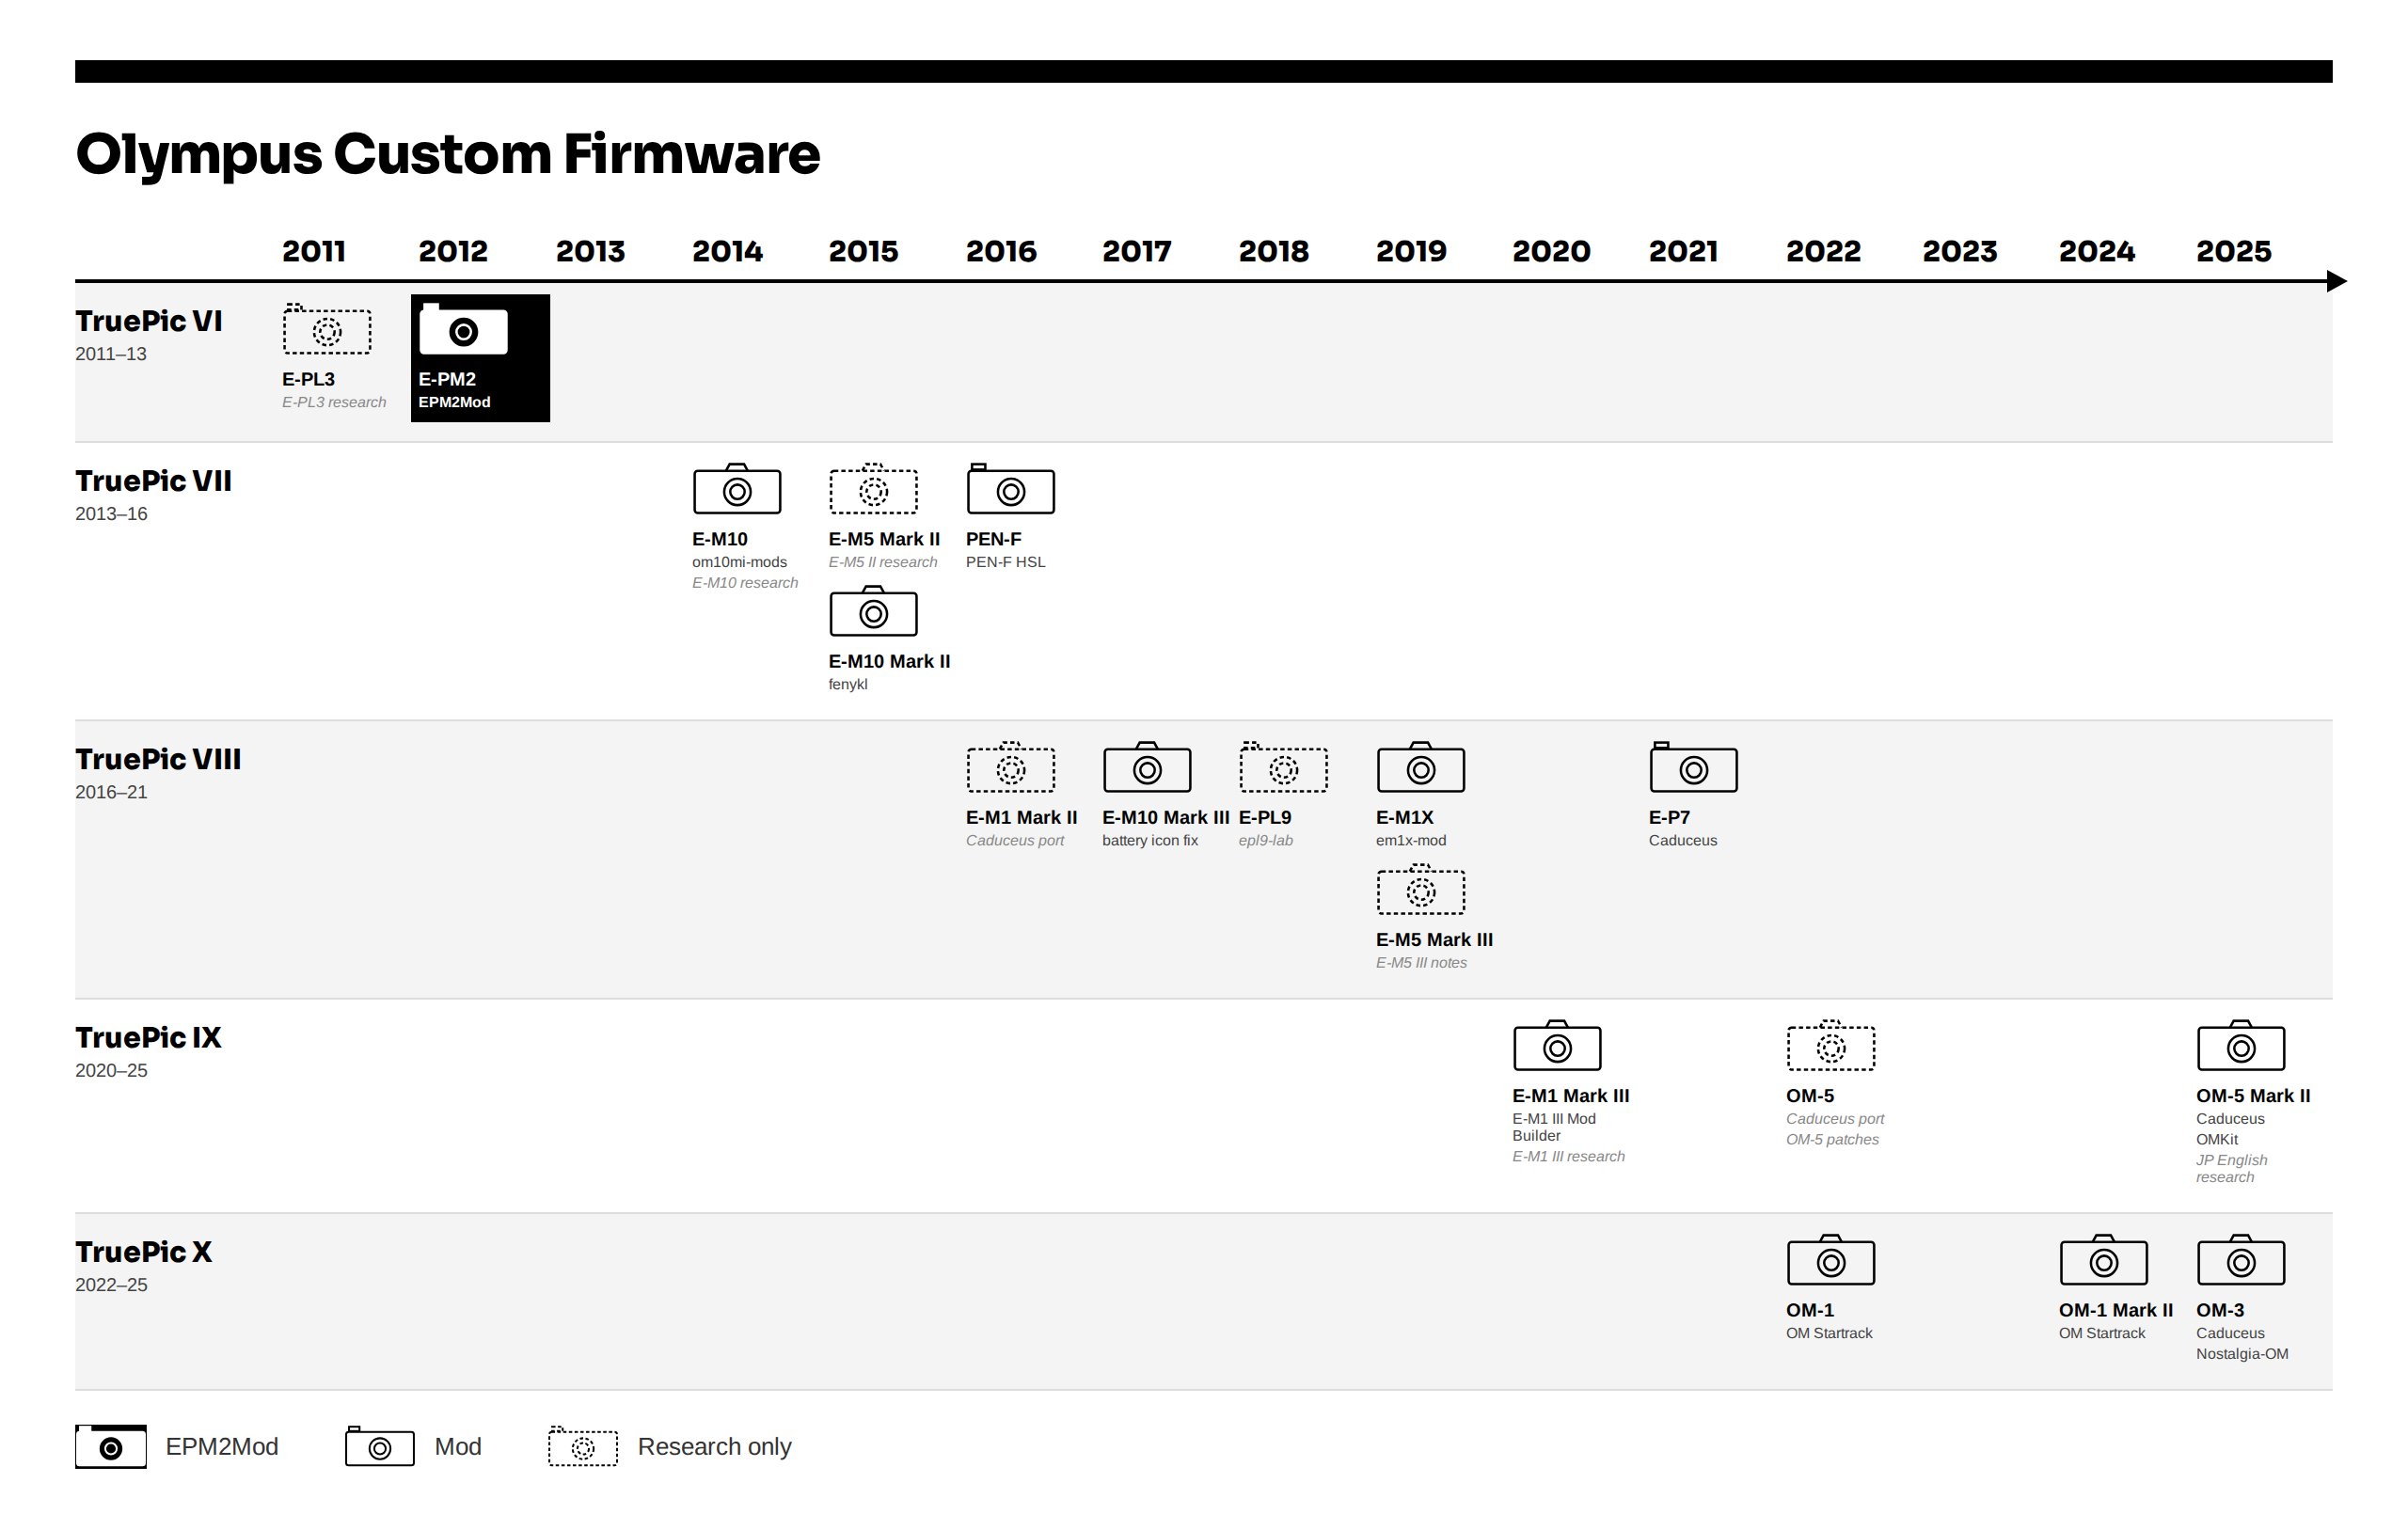 Olympus Custom Firmware
2011 2012 2013 2014 2015 2016 2017 2018 2019 2020 2021 2022 2023 2024 2025
TruePic VI
2011–13
E-PL3
E-PL3 research
E-PM2
EPM2Mod
TruePic VII
2013–16
E-M10
om10mi-mods
E-M10 research
E-M5 Mark II
E-M5 II research
E-M10 Mark II
fenykl
PEN-F
PEN-F HSL
TruePic VIII
2016–21
E-M1 Mark II
Caduceus port
E-M10 Mark III
battery icon fix
E-PL9
epl9-lab
E-M1X
em1x-mod
E-M5 Mark III
E-M5 III notes
E-P7
Caduceus
TruePic IX
2020–25
E-M1 Mark III
E-M1 III Mod
Builder
E-M1 III research
OM-5
Caduceus port
OM-5 patches
OM-5 Mark II
Caduceus
OMKit
JP English
research
TruePic X
2022–25
OM-1
OM Startrack
OM-1 Mark II
OM Startrack
OM-3
Caduceus
Nostalgia-OM
EPM2Mod
Mod
Research only